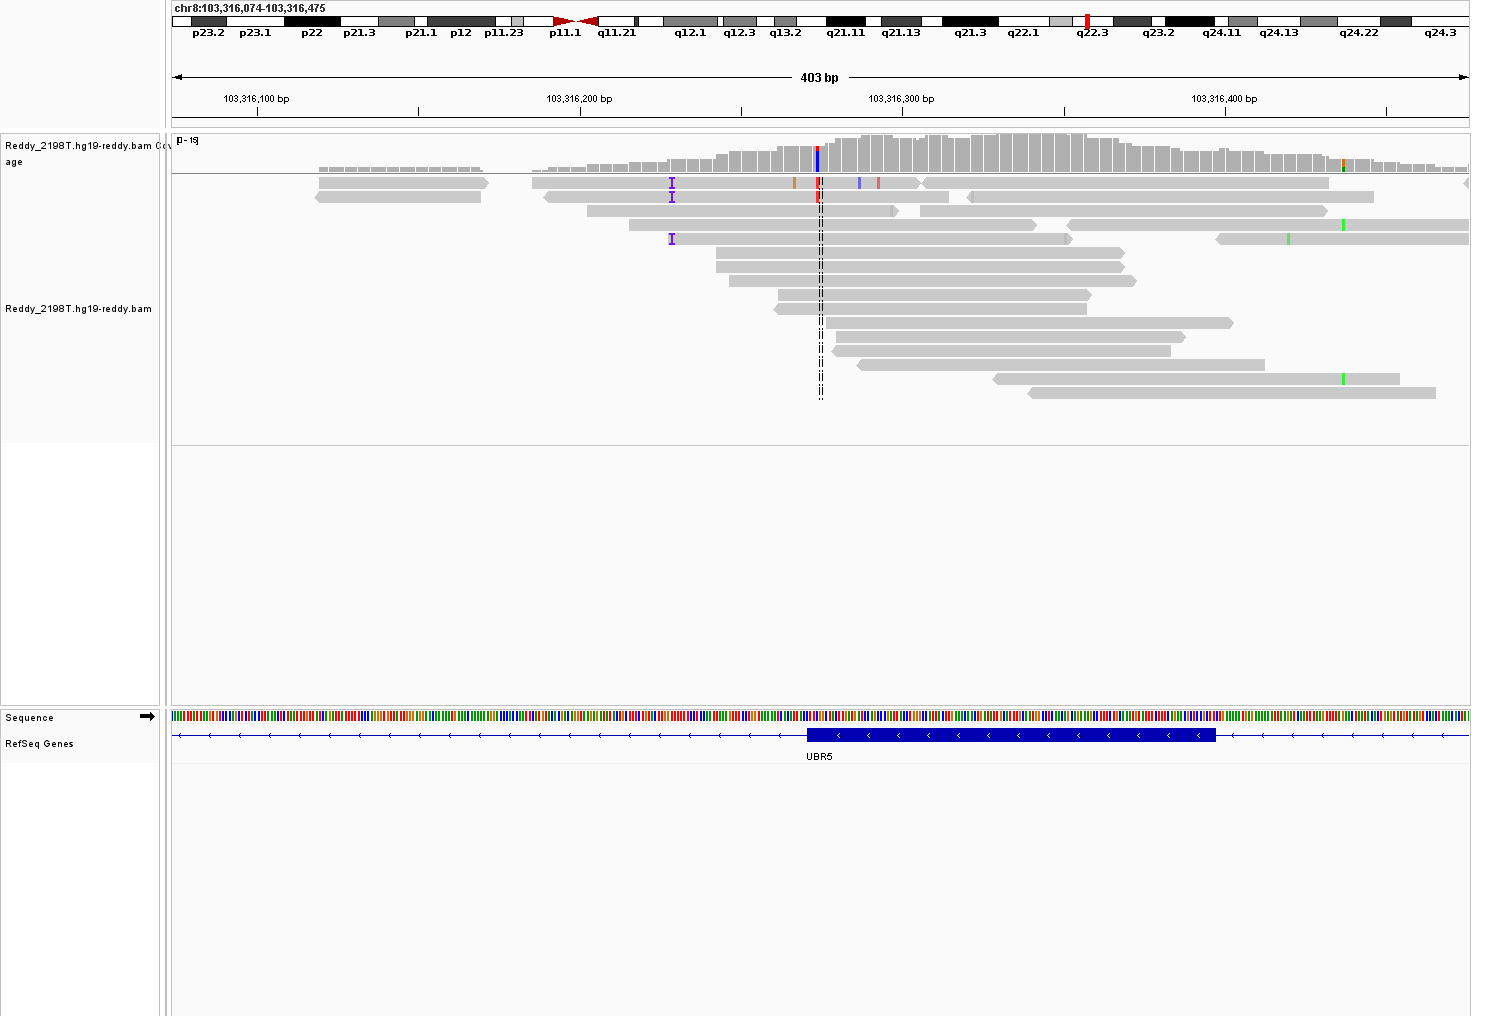 chr8:103,316,074-103,316,475
p23.2 p23.1 p22 p21.3 p21.1 p12 p11.23 p11.1 q11.21 q12.1 q12.3 q13.2 q21.11 q21.13 q21.3 q22.1 q22.3 q23.2 q24.11 q24.13 q24.22 q24.3
403 bp
103,316,100 bp 103,316,200 bp 103,316,300 bp 103,316,400 bp
[0 - 15]
Reddy_2198T.hg19-reddy.bam Cov
age
Reddy_2198T.hg19-reddy.bam
Sequence
RefSeq Genes
UBR5